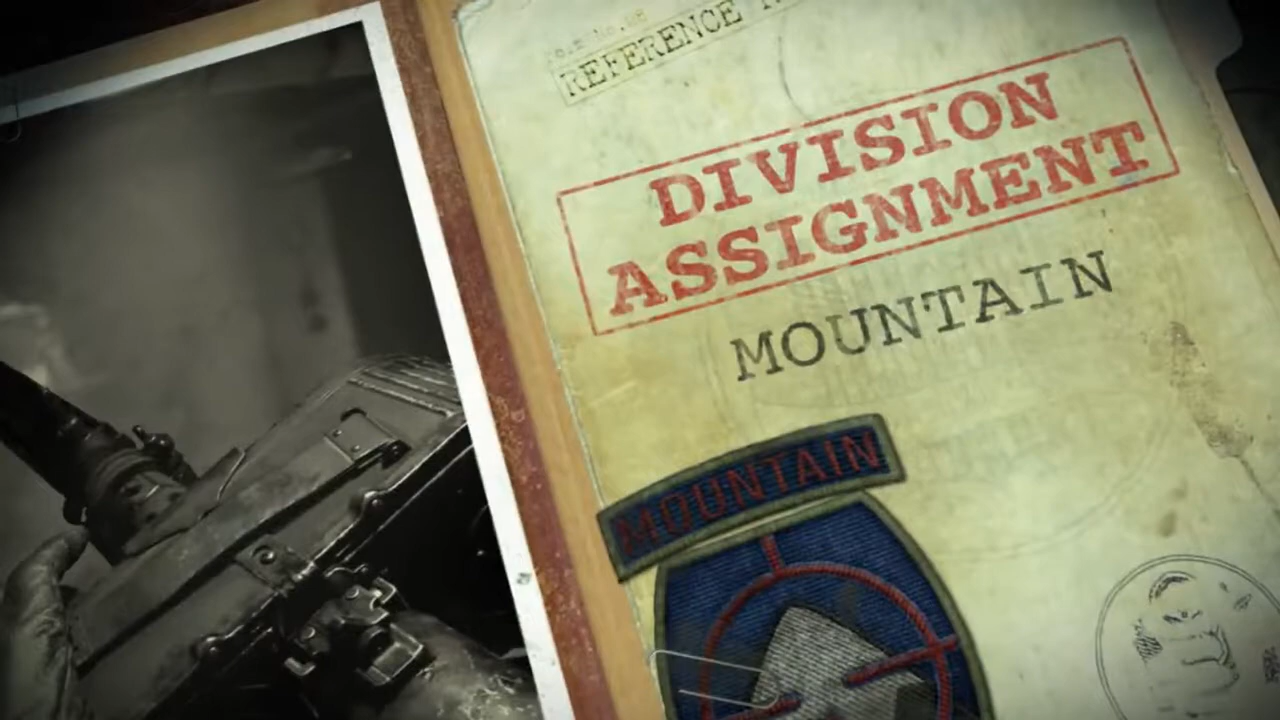 REFERENCE
DIVISION
ASSIGNMENT
MOUNTAIN
MOUNTAIN